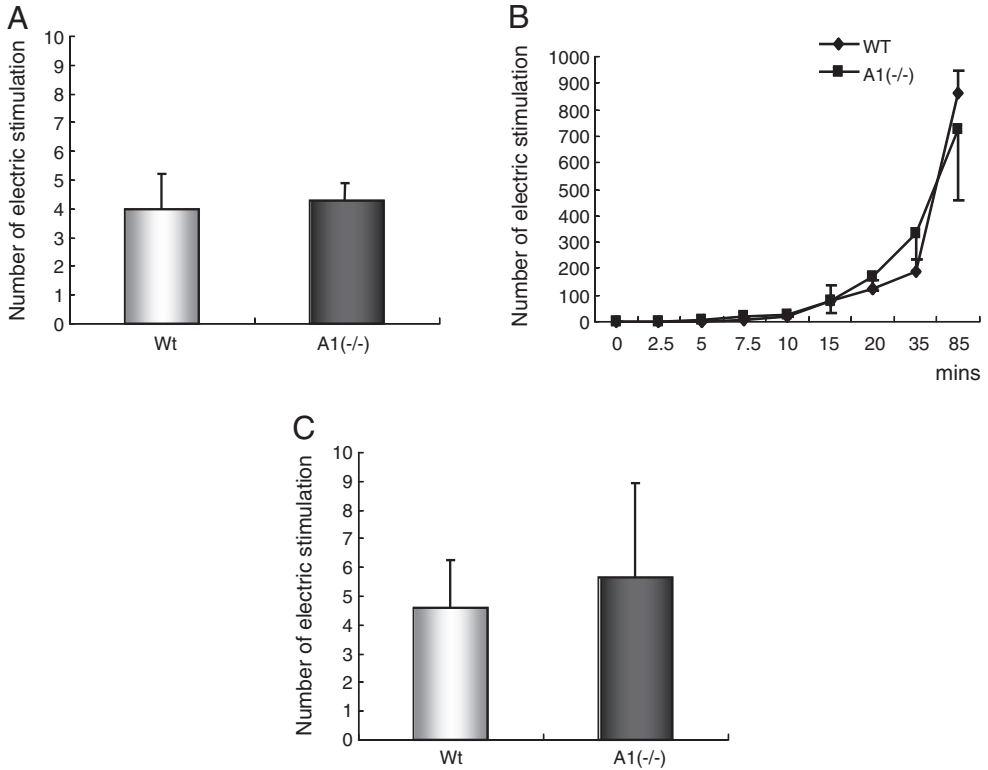 A
Number of electric stimulation
10
9
8
7
6
5
4
3
2
1
0
Wt A1(-/-)
B
WT
A1(-/-)
Number of electric stimulation
1000
900
800
700
600
500
400
300
200
100
0
0 2.5 5 7.5 10 15 20 35 85
mins
C
Number of electric stimulation
10
9
8
7
6
5
4
3
2
1
0
Wt A1(-/-)